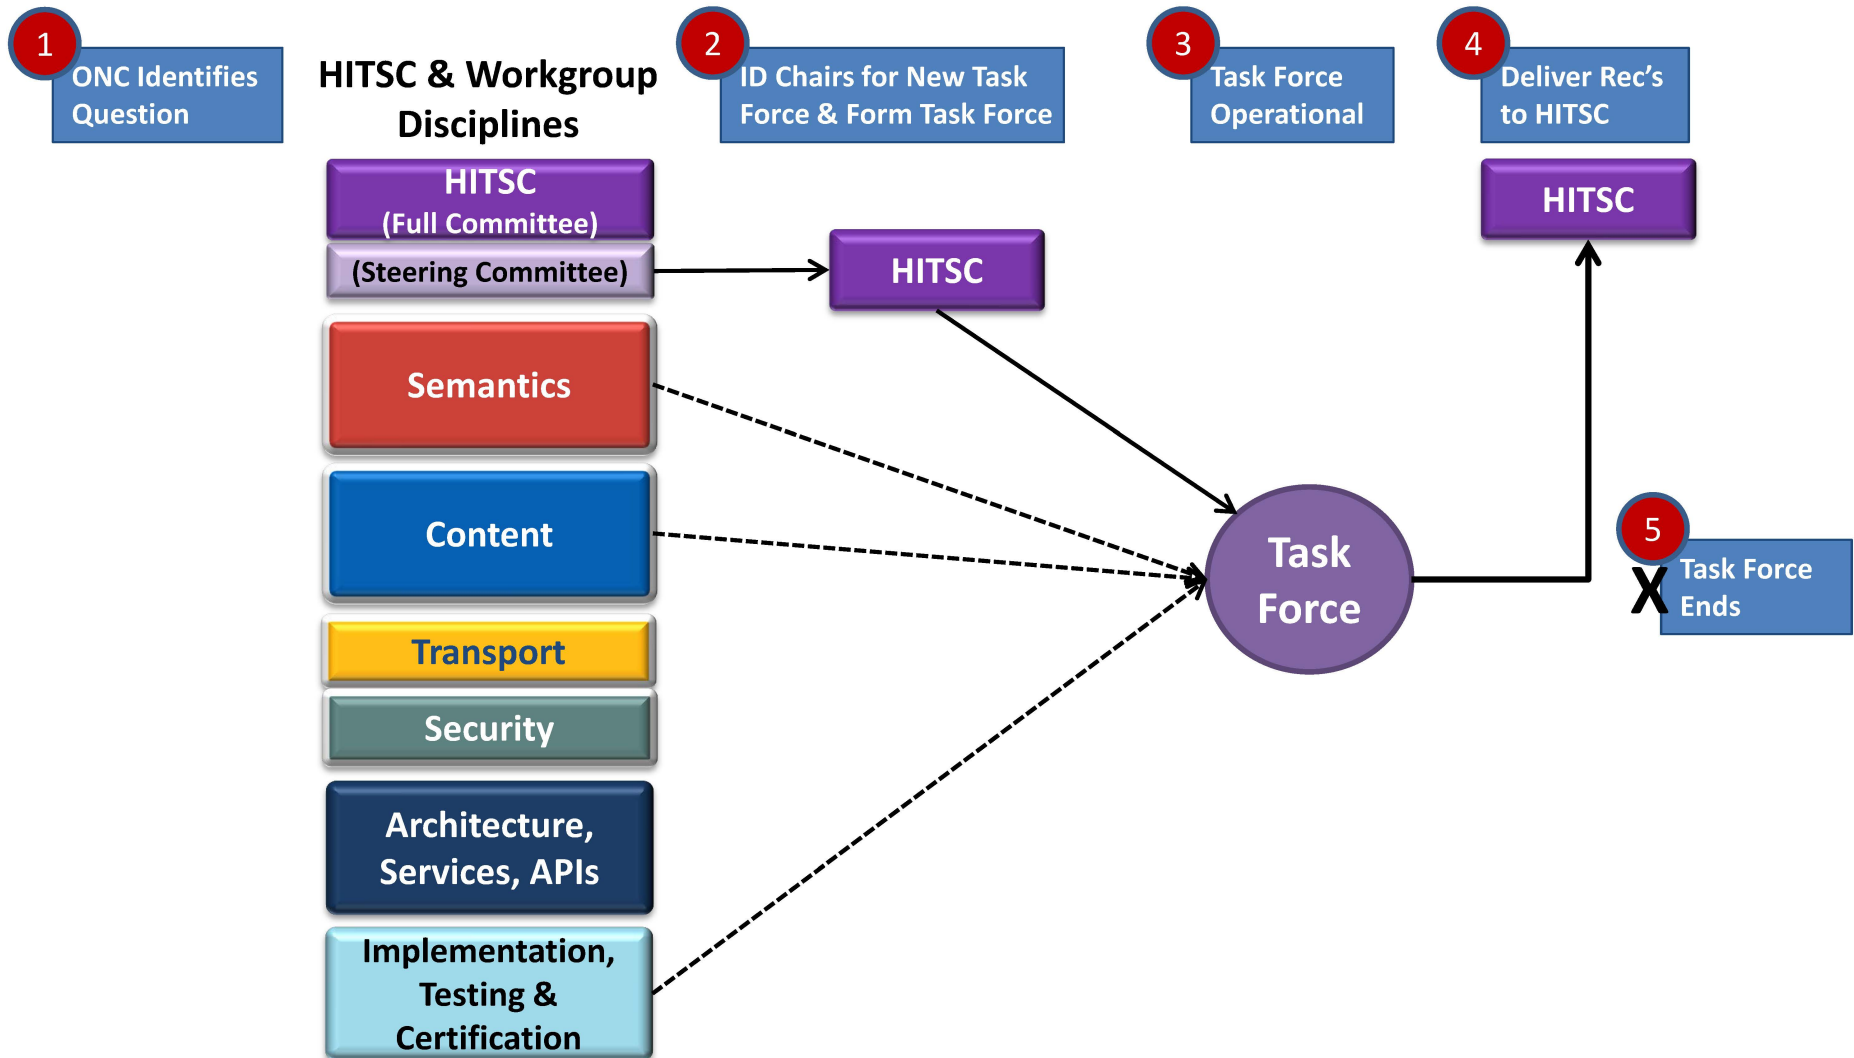 1
ONC Identifies
Question
HITSC & Workgroup
Disciplines
2
ID Chairs for New Task
Force & Form Task Force
3
Task Force
Operational
4
Deliver Rec’s
to HITSC
HITSC
(Full Committee)
(Steering Committee)
HITSC
HITSC
Semantics
Content
Transport
Security
Architecture,
Services, APIs
Implementation,
Testing &
Certification
Task
Force
5
X
Task Force
Ends